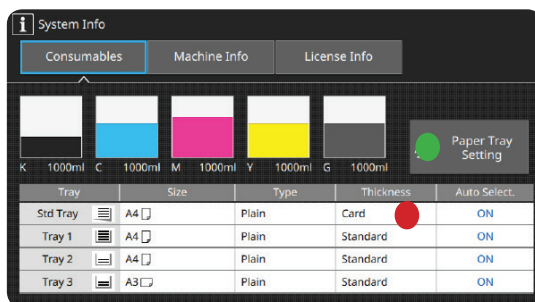 i System Info
Consumables Machine Info License Info
K 1000ml C 1000ml M 1000ml Y 1000ml G 1000ml
Paper Tray
Setting
Tray Size Type Thickness Auto Select.
Std Tray A4 Plain Card ON
Tray 1 A4 Plain Standard ON
Tray 2 A4 Plain Standard ON
Tray 3 A3 Plain Standard ON